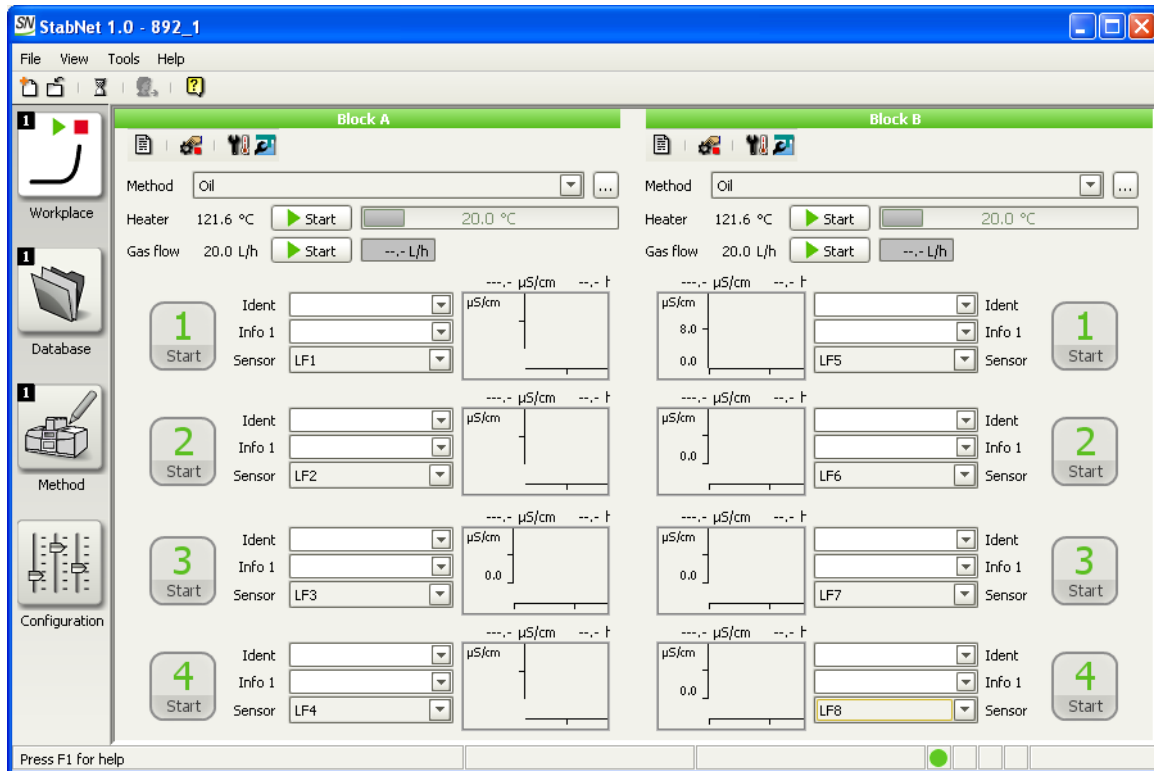 SN StabNet 1.0 - 892_1
File View Tools Help
1
Workplace
1
Database
1
Method
Configuration
Block A
Method Oil ...
Heater 121.6 °C Start 20.0 °C
Gas flow 20.0 L/h Start --,- L/h
---,- µS/cm --,- h
1 Start
Ident
Info 1
Sensor LF1
µS/cm
---,- µS/cm --,- h
2 Start
Ident
Info 1
Sensor LF2
µS/cm
---,- µS/cm --,- h
3 Start
Ident
Info 1
Sensor LF3
µS/cm
0.0
---,- µS/cm --,- h
4 Start
Ident
Info 1
Sensor LF4
µS/cm
Block B
Method Oil ...
Heater 121.6 °C Start 20.0 °C
Gas flow 20.0 L/h Start --,- L/h
---,- µS/cm --,- h
µS/cm
8.0
0.0
Ident
Info 1
LF5 Sensor
1 Start
---,- µS/cm --,- h
µS/cm
0.0
Ident
Info 1
LF6 Sensor
2 Start
---,- µS/cm --,- h
µS/cm
0.0
Ident
Info 1
LF7 Sensor
3 Start
---,- µS/cm --,- h
µS/cm
0.0
Ident
Info 1
LF8 Sensor
4 Start
Press F1 for help